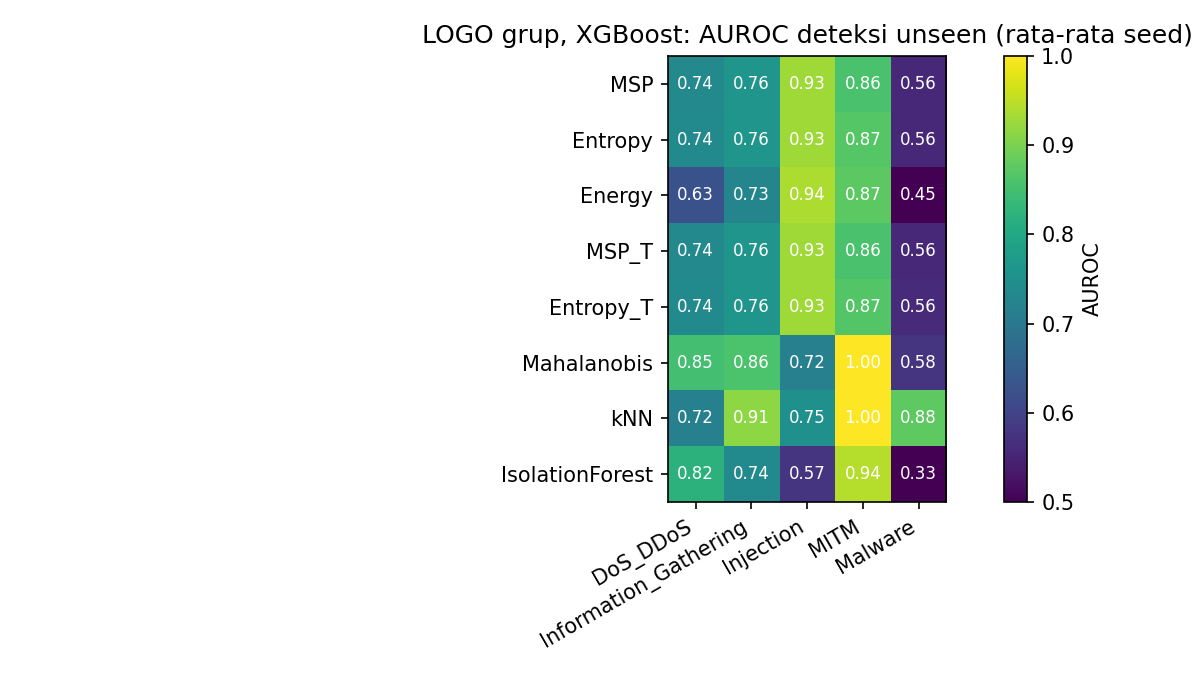 LOGO grup, XGBoost: AUROC deteksi unseen (rata-rata seed)
MSP 0.74 0.76 0.93 0.86 0.56
Entropy 0.74 0.76 0.93 0.87 0.56
Energy 0.63 0.73 0.94 0.87 0.45
MSP_T 0.74 0.76 0.93 0.86 0.56
Entropy_T 0.74 0.76 0.93 0.87 0.56
Mahalanobis 0.85 0.86 0.72 1.00 0.58
kNN 0.72 0.91 0.75 1.00 0.88
IsolationForest 0.82 0.74 0.57 0.94 0.33
DoS_DDoS
Information_Gathering
Injection
MITM
Malware
1.0
0.9
0.8
0.7
0.6
0.5
AUROC